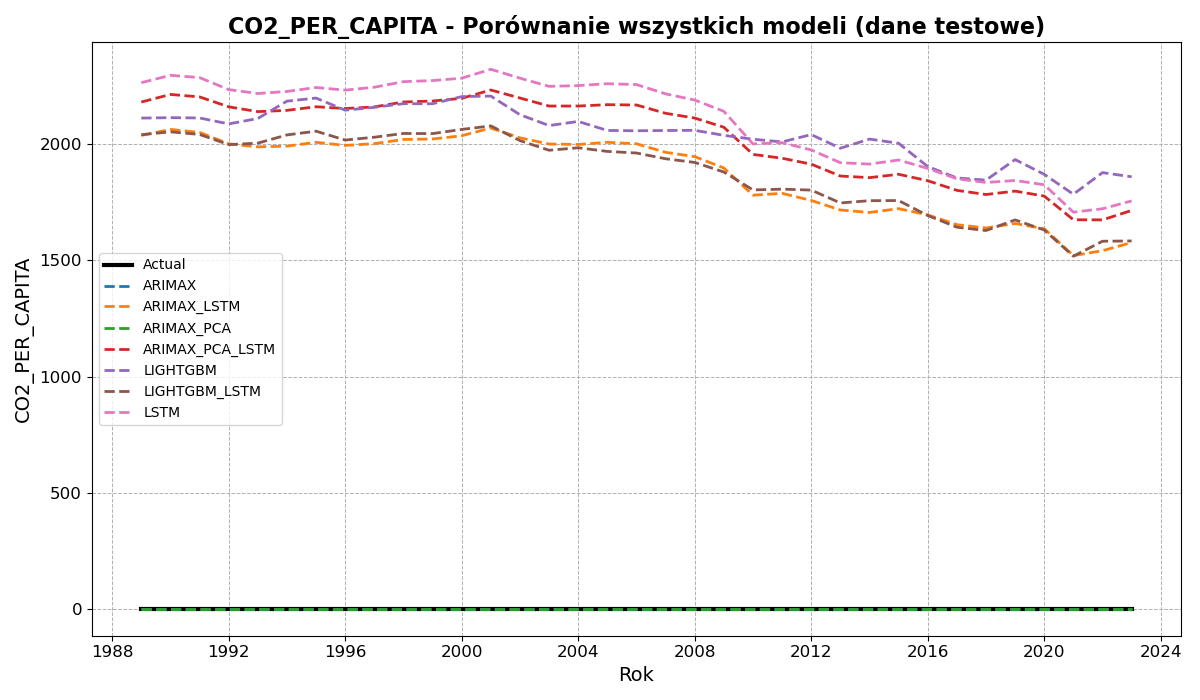 CO2_PER_CAPITA - Porównanie wszystkich modeli (dane testowe)
CO2_PER_CAPITA
2000
1500
1000
500
0
Actual
ARIMAX
ARIMAX_LSTM
ARIMAX_PCA
ARIMAX_PCA_LSTM
LIGHTGBM
LIGHTGBM_LSTM
LSTM
1988 1992 1996 2000 2004 2008 2012 2016 2020 2024
Rok